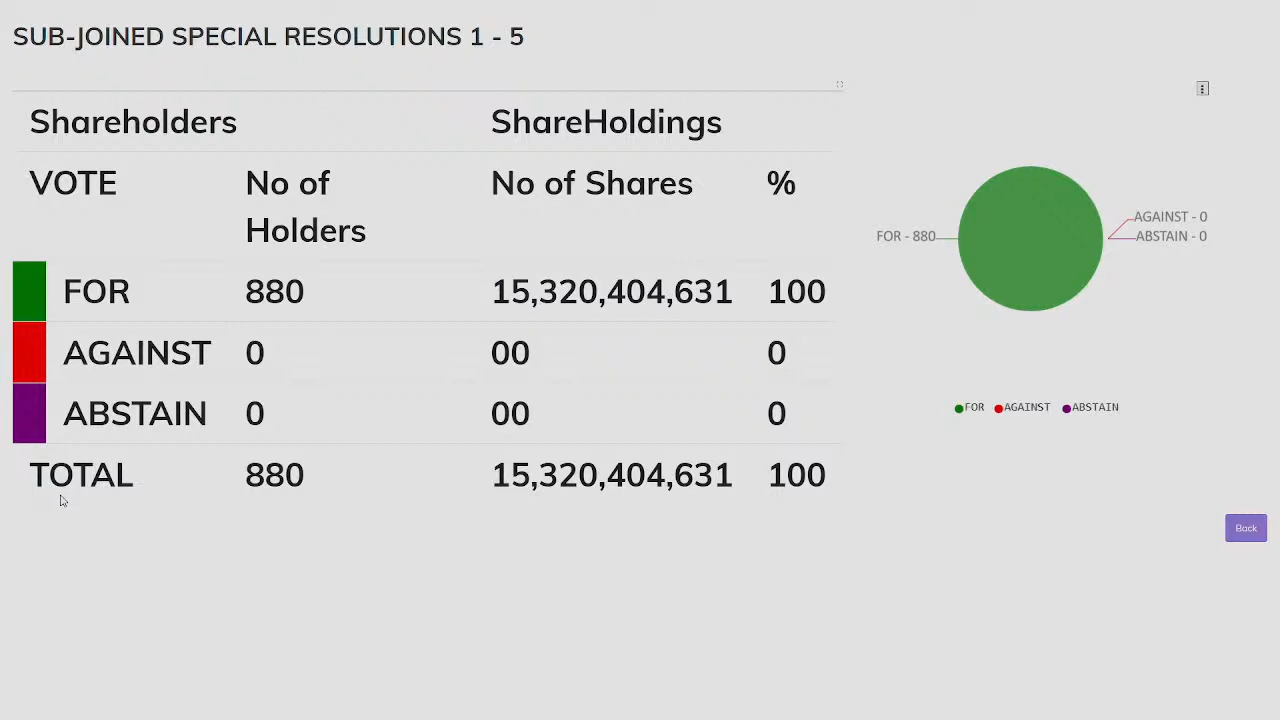 SUB-JOINED SPECIAL RESOLUTIONS 1 - 5
Shareholders ShareHoldings
VOTE No of Holders No of Shares %
FOR 880 15,320,404,631 100
AGAINST 0 00 0
ABSTAIN 0 00 0
TOTAL 880 15,320,404,631 100
AGAINST - 0
FOR - 880
ABSTAIN - 0
FOR AGAINST ABSTAIN
Back